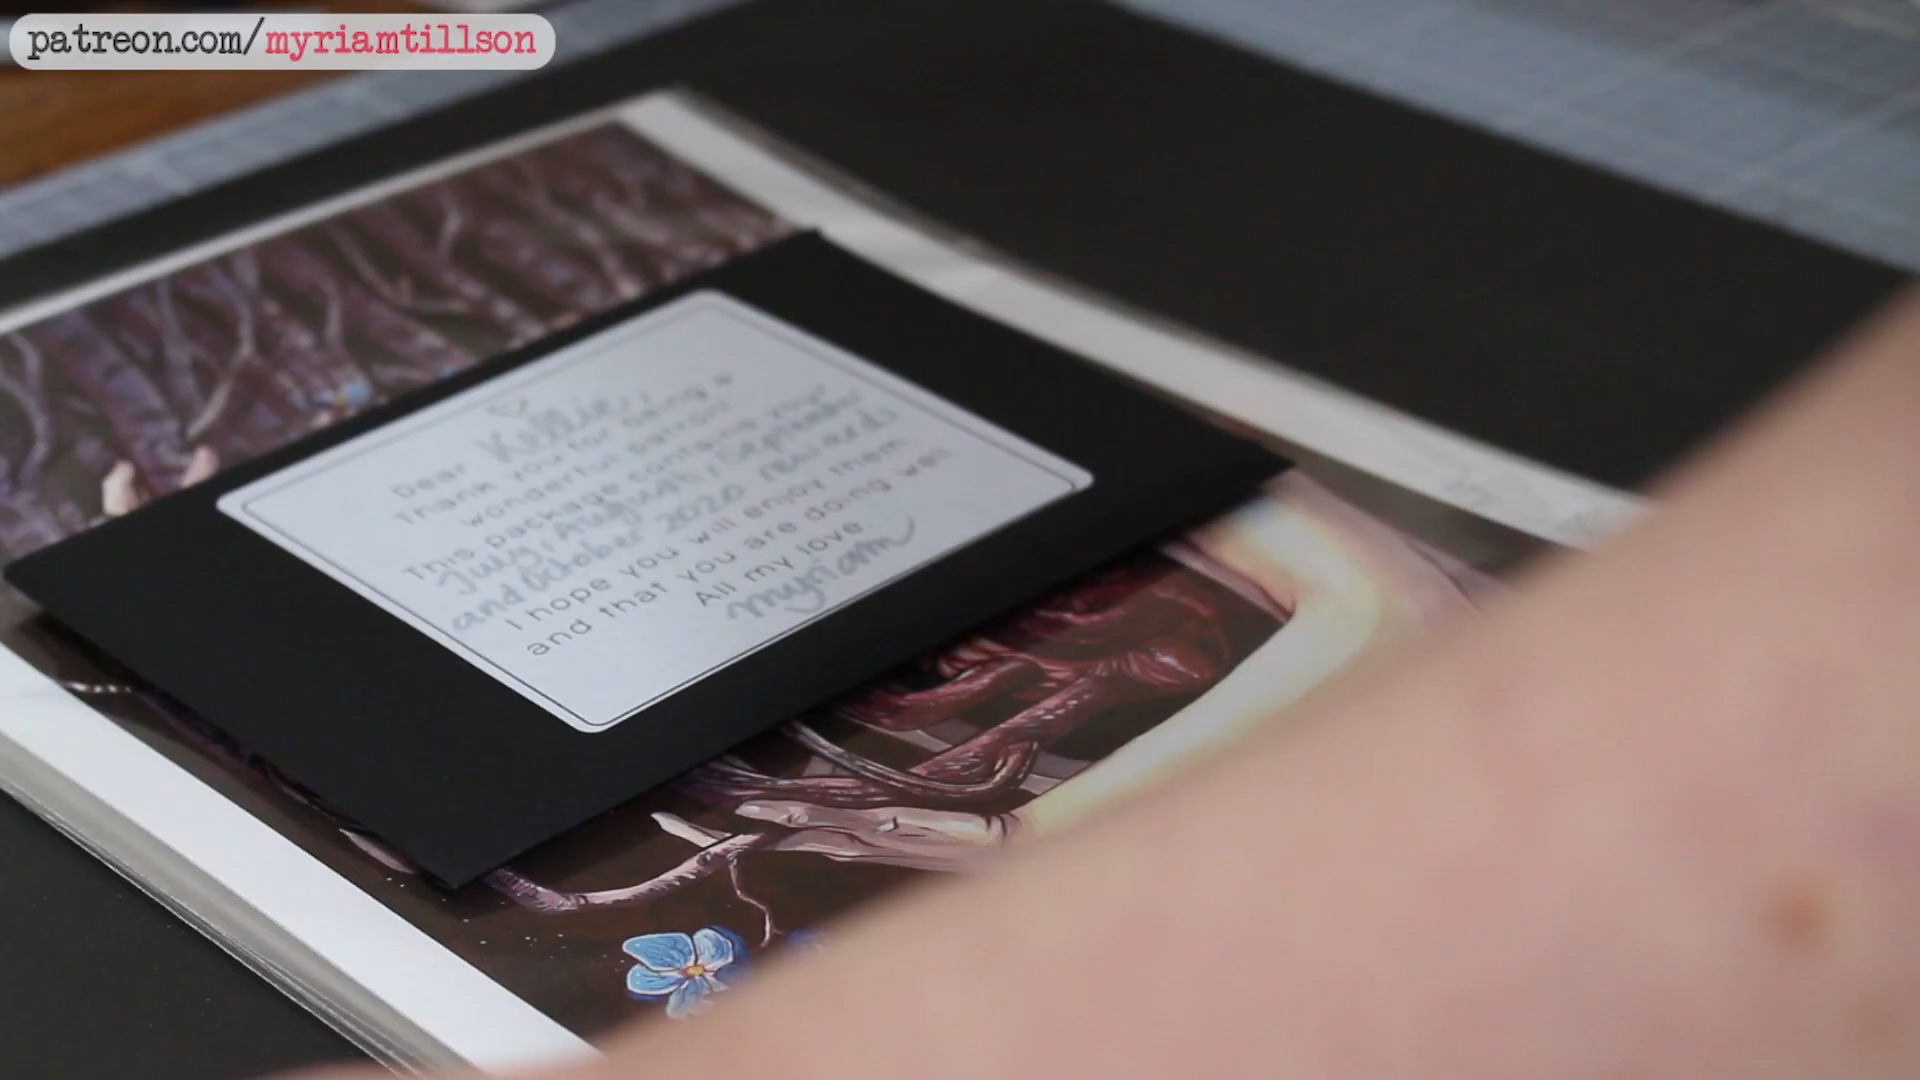 patreon.com/myriamtillson
Dear Kellie,
Thank you for being a
wonderful patron!
This package contains your
July, August, September
and October 2020 rewards
I hope you will enjoy them
and that you are doing well.
All my love.
myriam